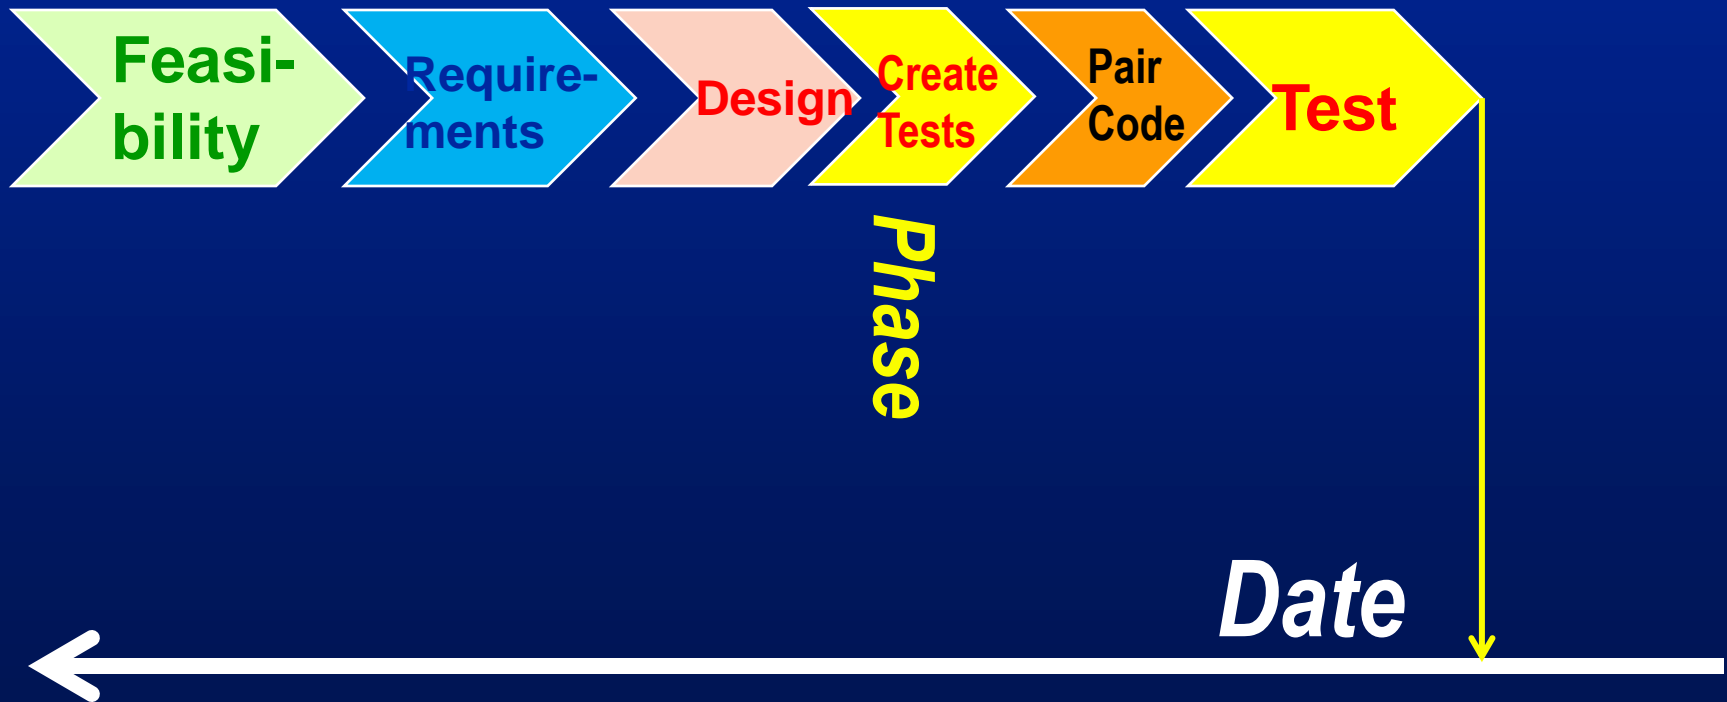 Feasi-
bility
Require-
ments
Design
Create
Tests
Pair
Code
Test
Phase
Date